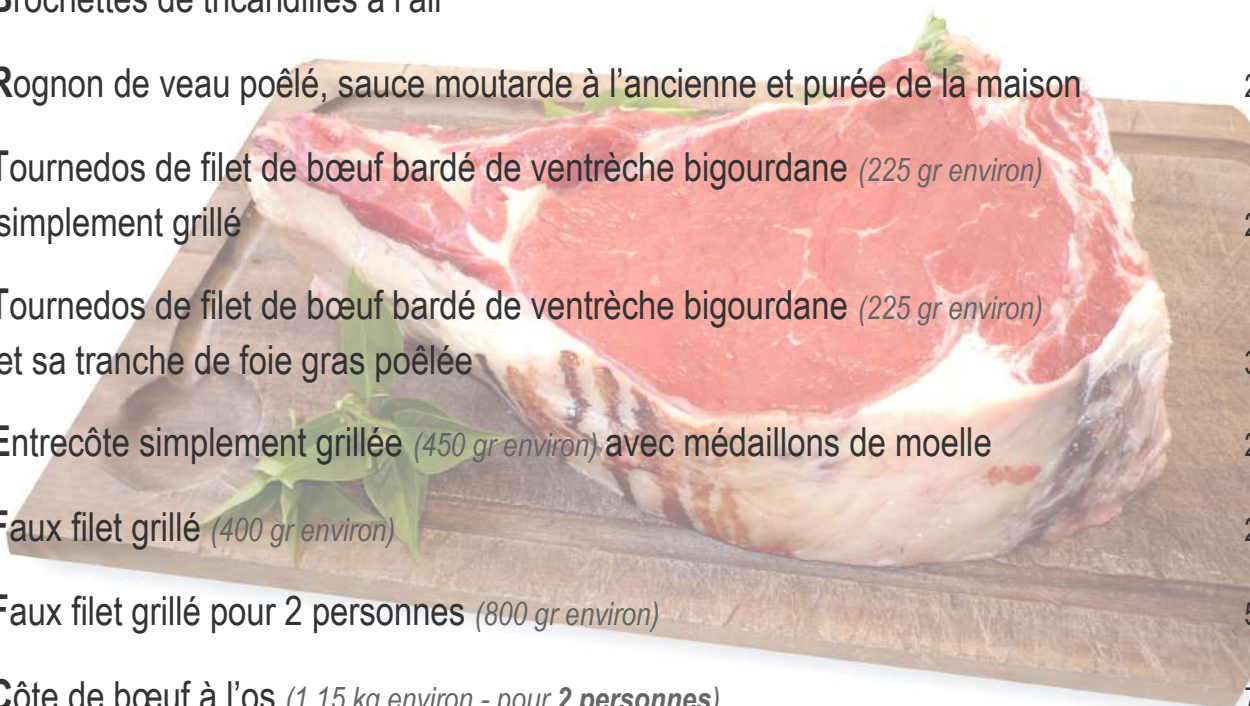 Brochettes de tricandilles à l'ail
Rognon de veau poêlé, sauce moutarde à l’ancienne et purée de la maison
Tournedos de filet de bœuf bardé de ventrèche bigourdane (225 gr environ)
simplement grillé
Tournedos de filet de bœuf bardé de ventrèche bigourdane (225 gr environ)
et sa tranche de foie gras poêlée
Entrecôte simplement grillée (450 gr environ) avec médaillons de moelle
Faux filet grillé (400 gr environ)
Faux filet grillé pour 2 personnes (800 gr environ)
Côte de bœuf à l’os (1,15 kg environ - pour 2 personnes)